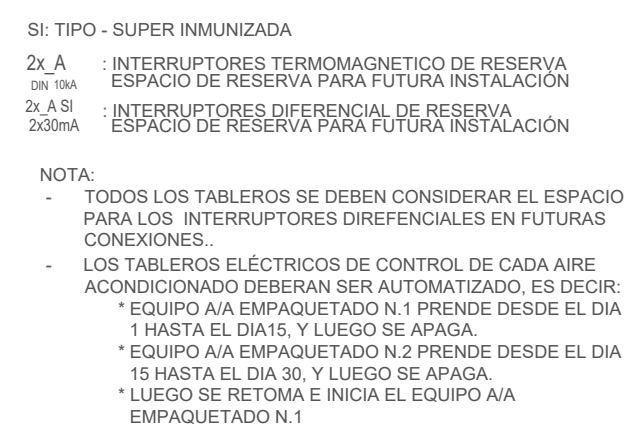 SI: TIPO - SUPER INMUNIZADA
2x_A : INTERRUPTORES TERMOMAGNETICO DE RESERVA
DIN 10kA ESPACIO DE RESERVA PARA FUTURA INSTALACIÓN
2x_A SI : INTERRUPTORES DIFERENCIAL DE RESERVA
2x30mA ESPACIO DE RESERVA PARA FUTURA INSTALACIÓN
NOTA:
- TODOS LOS TABLEROS SE DEBEN CONSIDERAR EL ESPACIO
PARA LOS INTERRUPTORES DIREFENCIALES EN FUTURAS
CONEXIONES..
- LOS TABLEROS ELÉCTRICOS DE CONTROL DE CADA AIRE
ACONDICIONADO DEBERAN SER AUTOMATIZADO, ES DECIR:
* EQUIPO A/A EMPAQUETADO N.1 PRENDE DESDE EL DIA
1 HASTA EL DIA15, Y LUEGO SE APAGA.
* EQUIPO A/A EMPAQUETADO N.2 PRENDE DESDE EL DIA
15 HASTA EL DIA 30, Y LUEGO SE APAGA.
* LUEGO SE RETOMA E INICIA EL EQUIPO A/A
EMPAQUETADO N.1